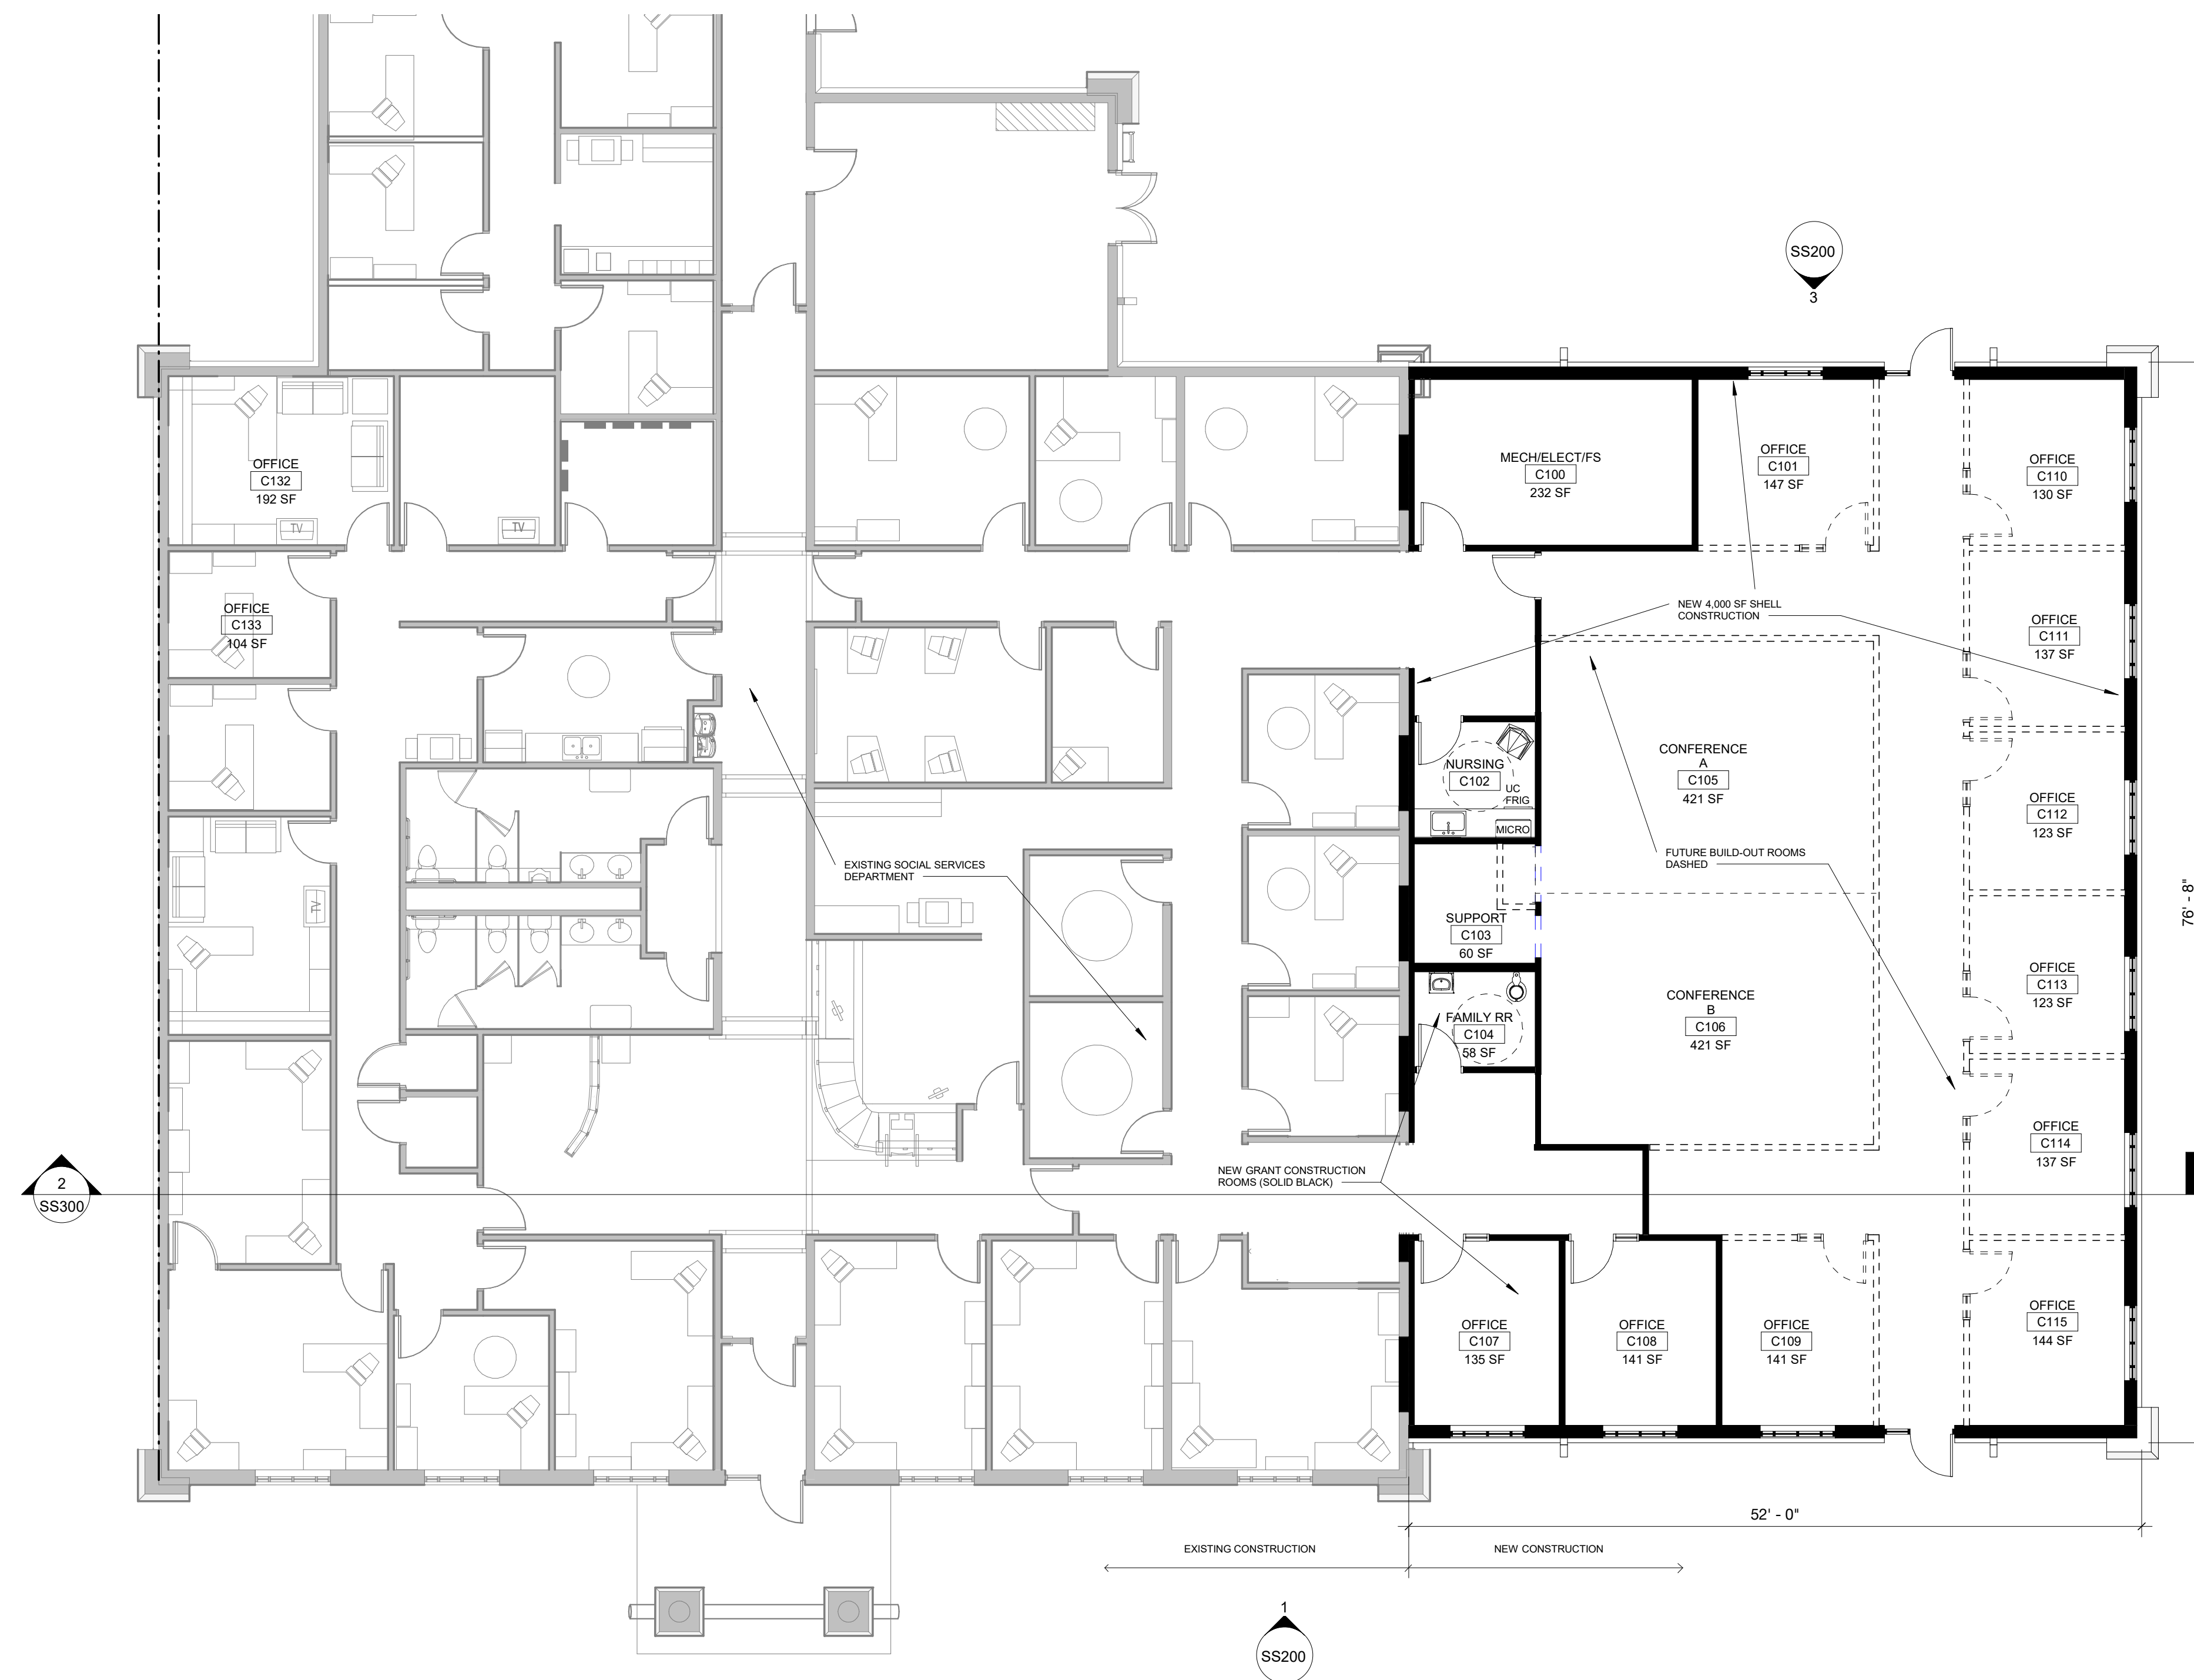 SS200
3
OFFICE
C132
192 SF
TV
TV
MECH/ELECT/FS
C100
232 SF
OFFICE
C101
147 SF
OFFICE
C110
130 SF
OFFICE
C133
104 SF
NEW 4,000 SF SHELL
CONSTRUCTION
OFFICE
C111
137 SF
NURSING
C102
UC
FRIG
MICRO
CONFERENCE
A
C105
421 SF
OFFICE
C112
123 SF
EXISTING SOCIAL SERVICES
DEPARTMENT
FUTURE BUILD-OUT ROOMS
DASHED
TV
76' - 8"
SUPPORT
C103
60 SF
OFFICE
C113
123 SF
CONFERENCE
B
C106
421 SF
FAMILY RR
C104
58 SF
OFFICE
C114
137 SF
NEW GRANT CONSTRUCTION
ROOMS (SOLID BLACK)
2
SS300
OFFICE
C107
135 SF
OFFICE
C108
141 SF
OFFICE
C109
141 SF
OFFICE
C115
144 SF
52' - 0"
EXISTING CONSTRUCTION
NEW CONSTRUCTION
1
SS200